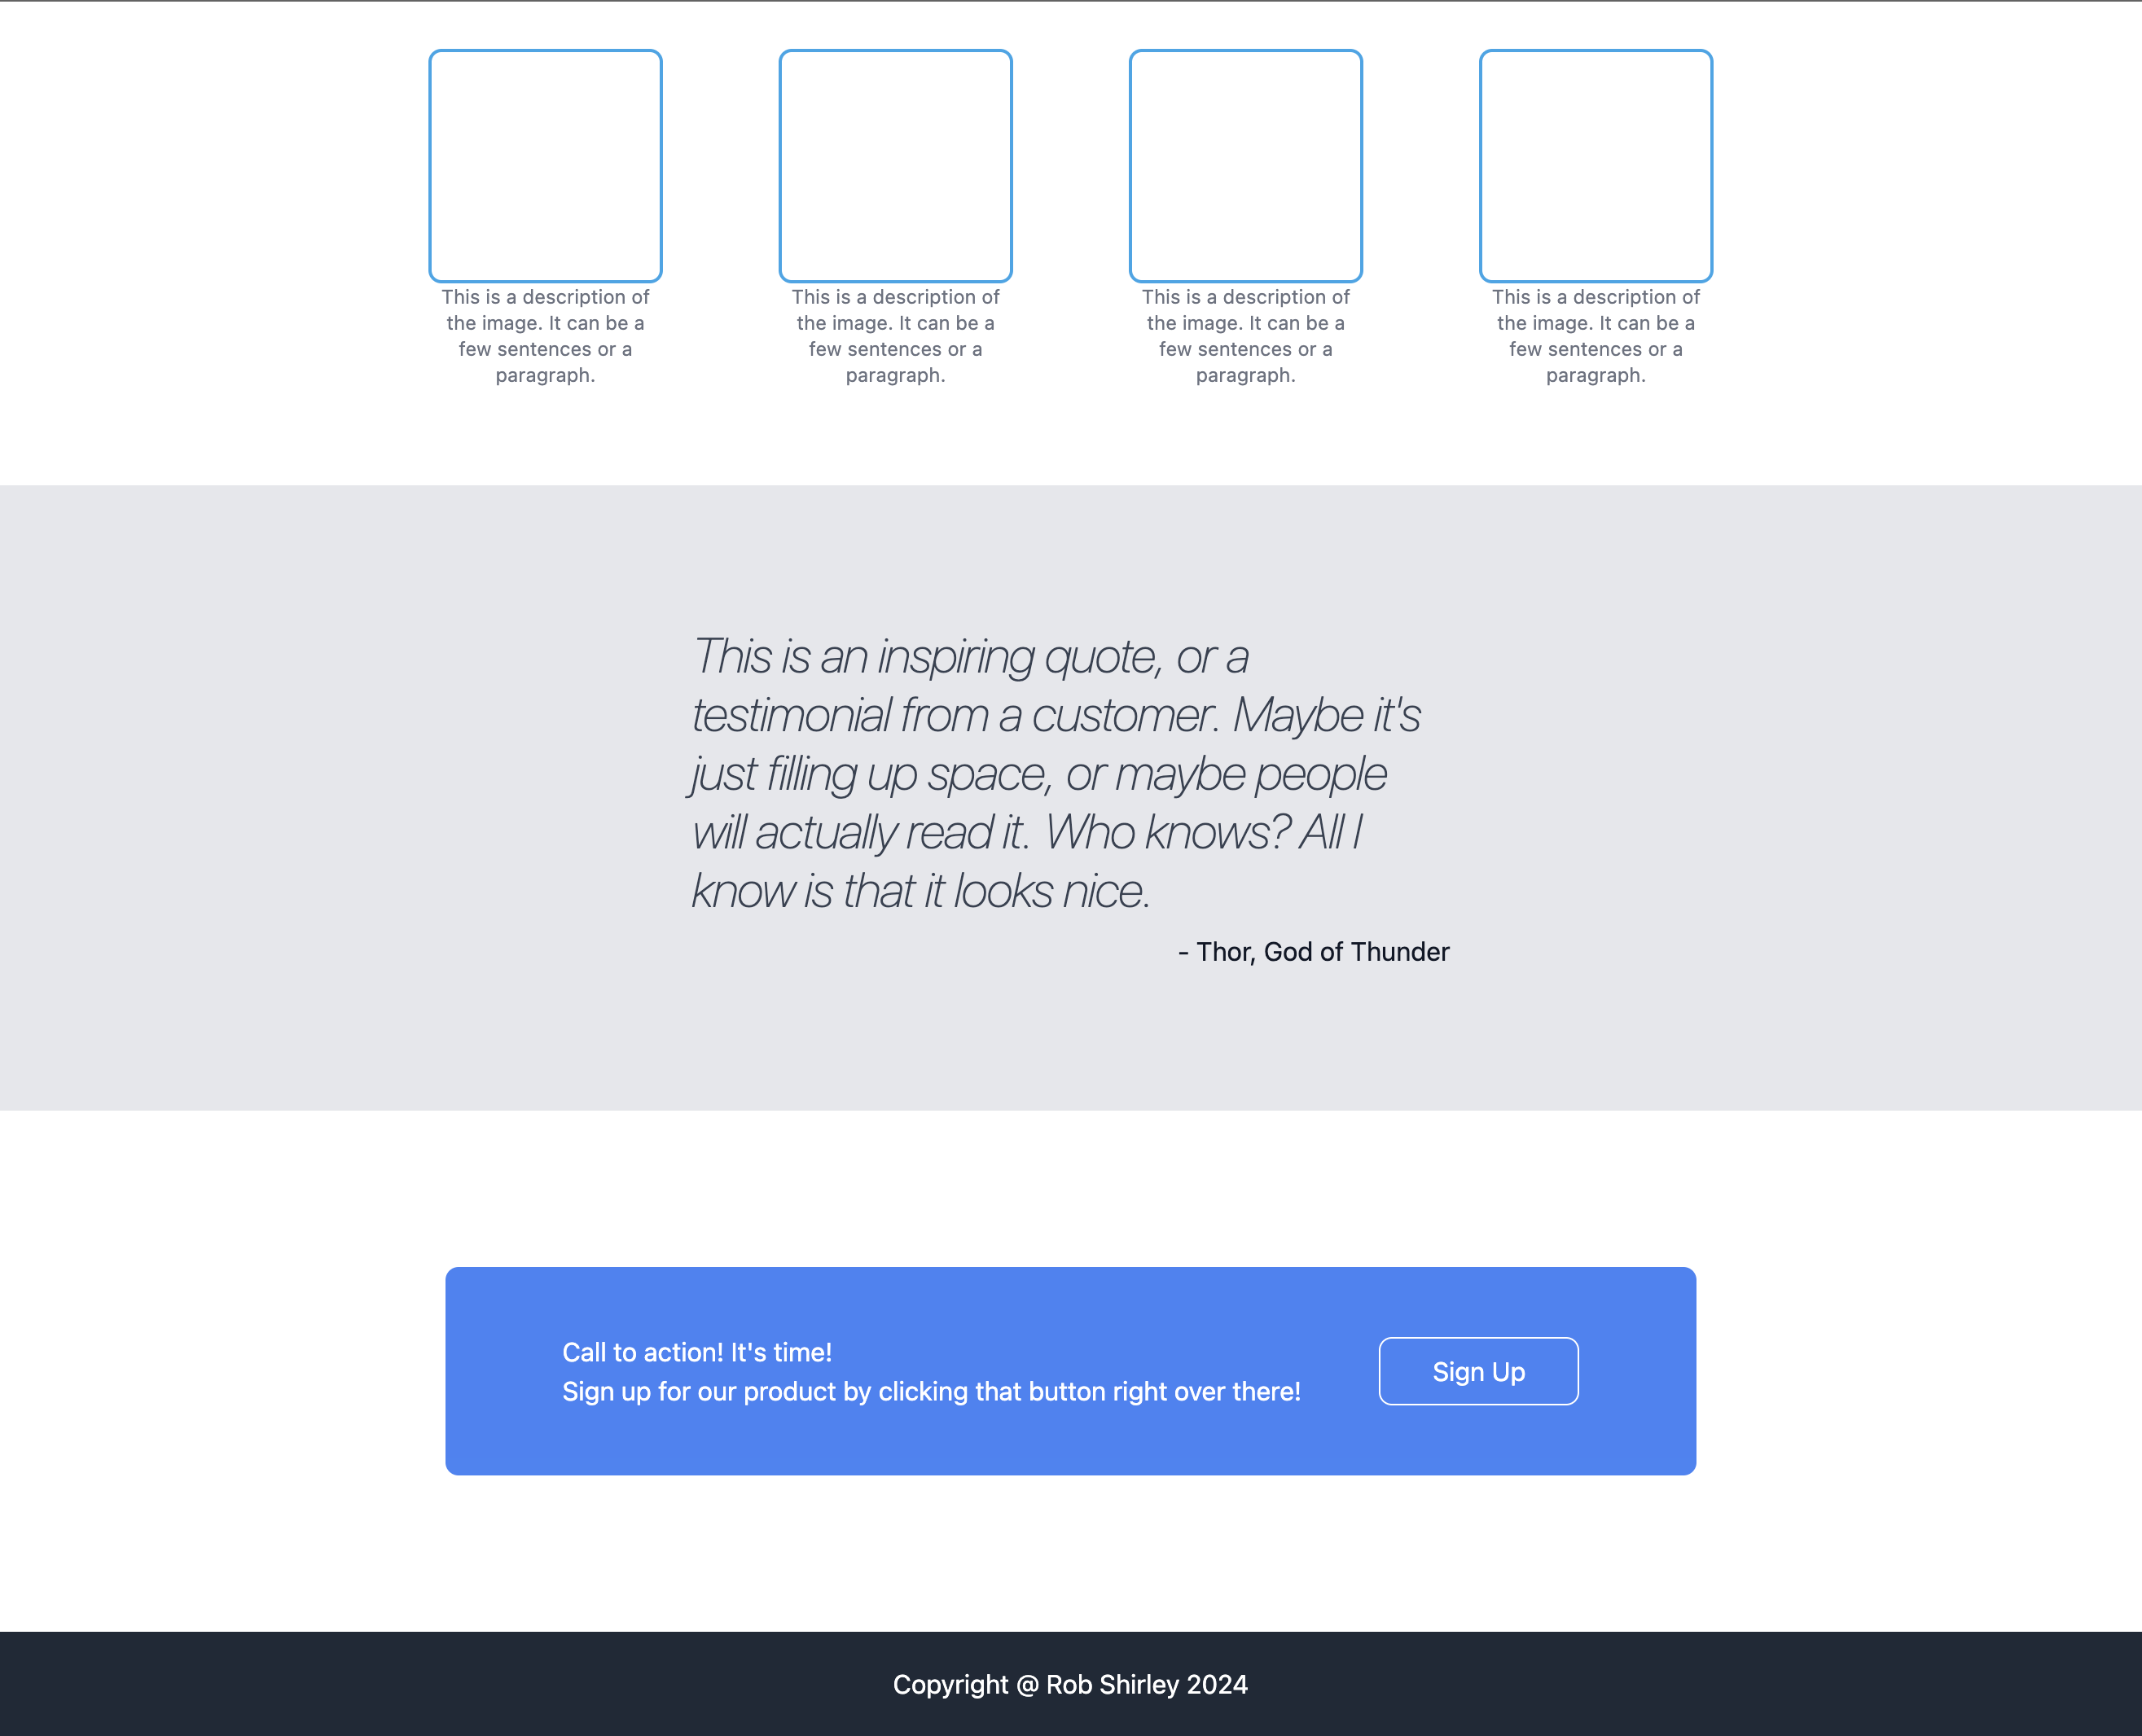 This is a description of
the image. It can be a
few sentences or a
paragraph.
This is a description of
the image. It can be a
few sentences or a
paragraph.
This is a description of
the image. It can be a
few sentences or a
paragraph.
This is a description of
the image. It can be a
few sentences or a
paragraph.
This is an inspiring quote, or a
testimonial from a customer. Maybe it's
just filling up space, or maybe people
will actually read it. Who knows? All I
know is that it looks nice.
- Thor, God of Thunder
Call to action! It's time!
Sign up for our product by clicking that button right over there!
Sign Up
Copyright @ Rob Shirley 2024